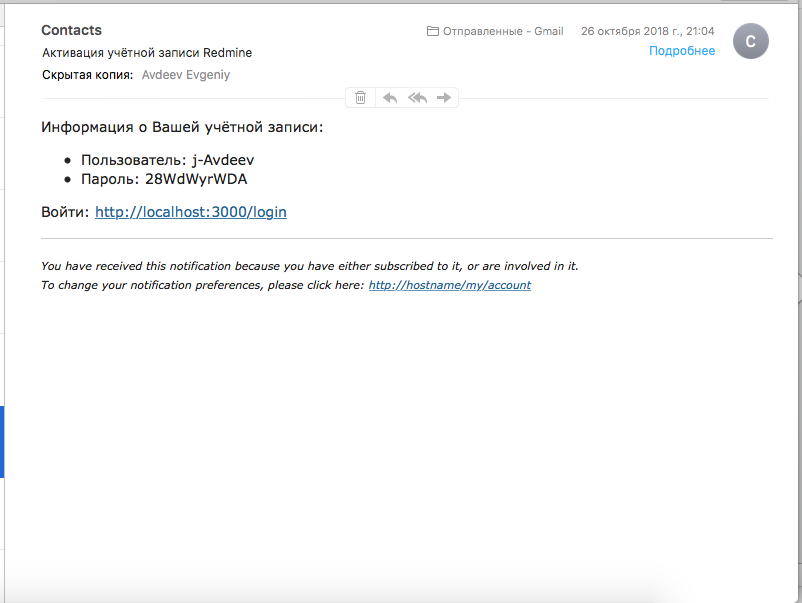 Contacts
Отправленные - Gmail
26 октября 2018 г., 21:04
Активация учётной записи Redmine
Подробнее
C
Скрытая копия: Avdeev Evgeniy
Информация о Вашей учётной записи:
• Пользователь: j-Avdeev
• Пароль: 28WdWyrWDA
Войти: http://localhost:3000/login
You have received this notification because you have either subscribed to it, or are involved in it.
To change your notification preferences, please click here: http://hostname/my/account